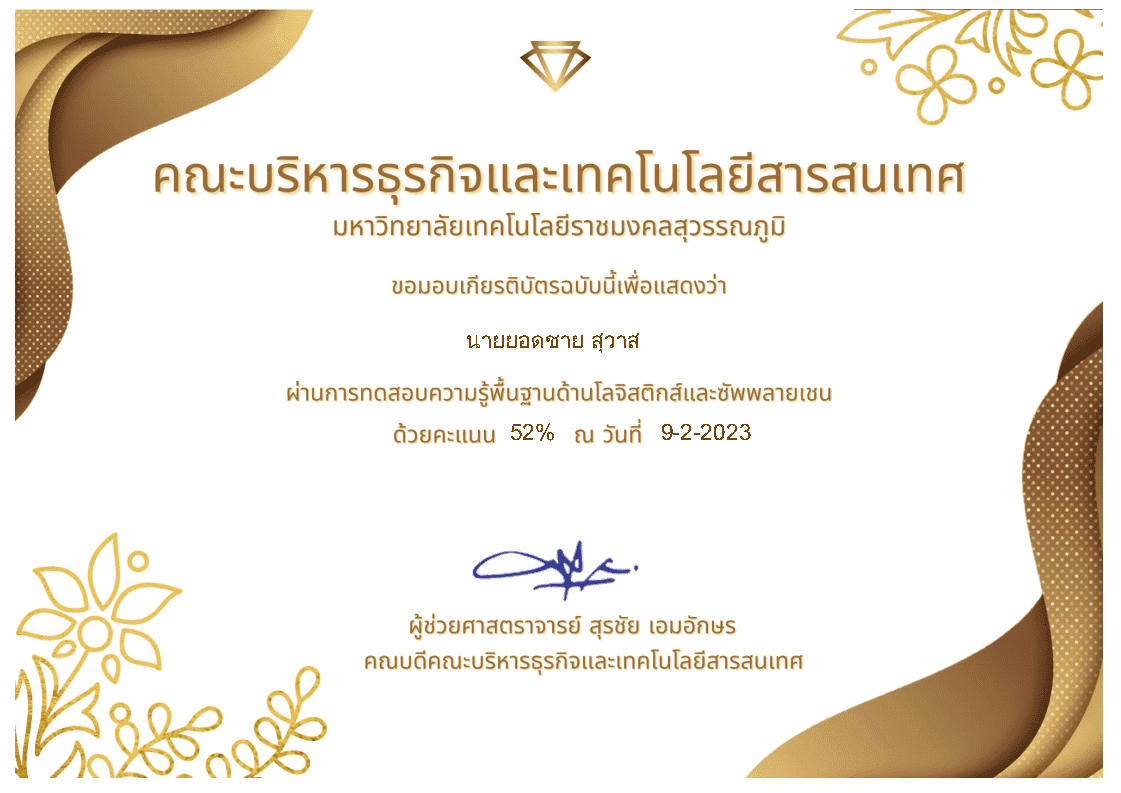 คณะบริหารธุรกิจและเทคโนโลยีสารสนเทศ
มหาวิทยาลัยเทคโนโลยีราชมงคลสุวรรณภูมิ
ขอมอบเกียรติบัตรฉบับนี้เพื่อแสดงว่า
นายยอดชาย สุวาส
ผ่านการทดสอบความรู้พื้นฐานด้านโลจิสติกส์และซัพพลายเชน
ด้วยคะแนน 52% ณ วันที่ 9-2-2023
ผู้ช่วยศาสตราจารย์ สุรชัย เอมอักษร
คณบดีคณะบริหารธุรกิจและเทคโนโลยีสารสนเทศ